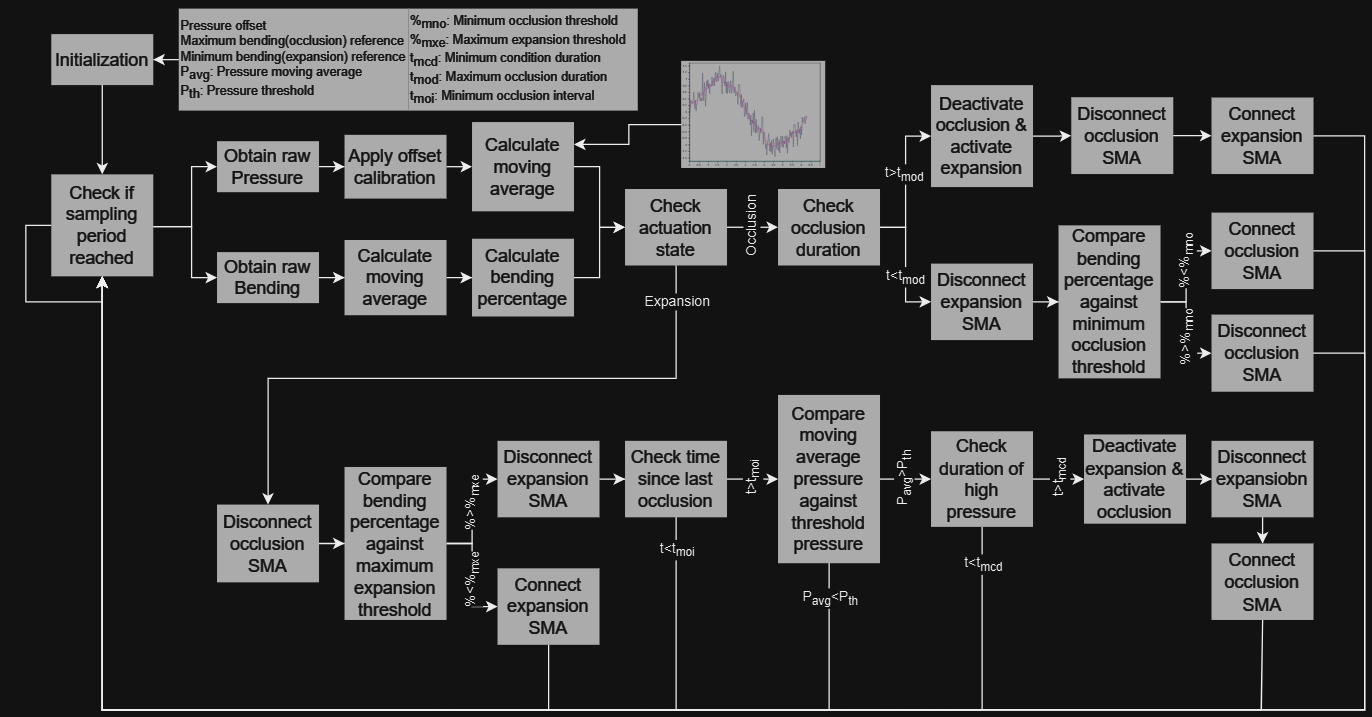 Initialization
Pressure offset
Maximum bending(occlusion) reference
Minimum bending(expansion) reference
Pavg: Pressure moving average
Pth: Pressure threshold
%mno: Minimum occlusion threshold
%mxe: Maximum expansion threshold
tmcd: Minimum condition duration
tmod: Maximum occlusion duration
tmoi: Minimum occlusion interval
Check if
sampling
period
reached
Obtain raw
Pressure
Apply offset
calibration
Calculate
moving
average
Obtain raw
Bending
Calculate
moving
average
Calculate
bending
percentage
Check
actuation
state
Occlusion
Check
occlusion
duration
t>tmod
Deactivate
occlusion &
activate
expansion
Disconnect
occlusion
SMA
Connect
expansion
SMA
t<tmod
Disconnect
expansion
SMA
Compare
bending
percentage
against
minimum
occlusion
threshold
%<%mno
Connect
occlusion
SMA
%>%mno
Disconnect
occlusion
SMA
Expansion
Disconnect
occlusion
SMA
Compare
bending
percentage
against
maximum
expansion
threshold
%>%mxe
Disconnect
expansion
SMA
%<%mxe
Connect
expansion
SMA
Check time
since last
occlusion
t>tmoi
t<tmoi
Compare
moving
average
pressure
against
threshold
pressure
Pavg>Pth
Pavg<Pth
Check
duration of
high
pressure
t>tmcd
t<tmcd
Deactivate
expansion &
activate
occlusion
Disconnect
expansiobn
SMA
Connect
occlusion
SMA